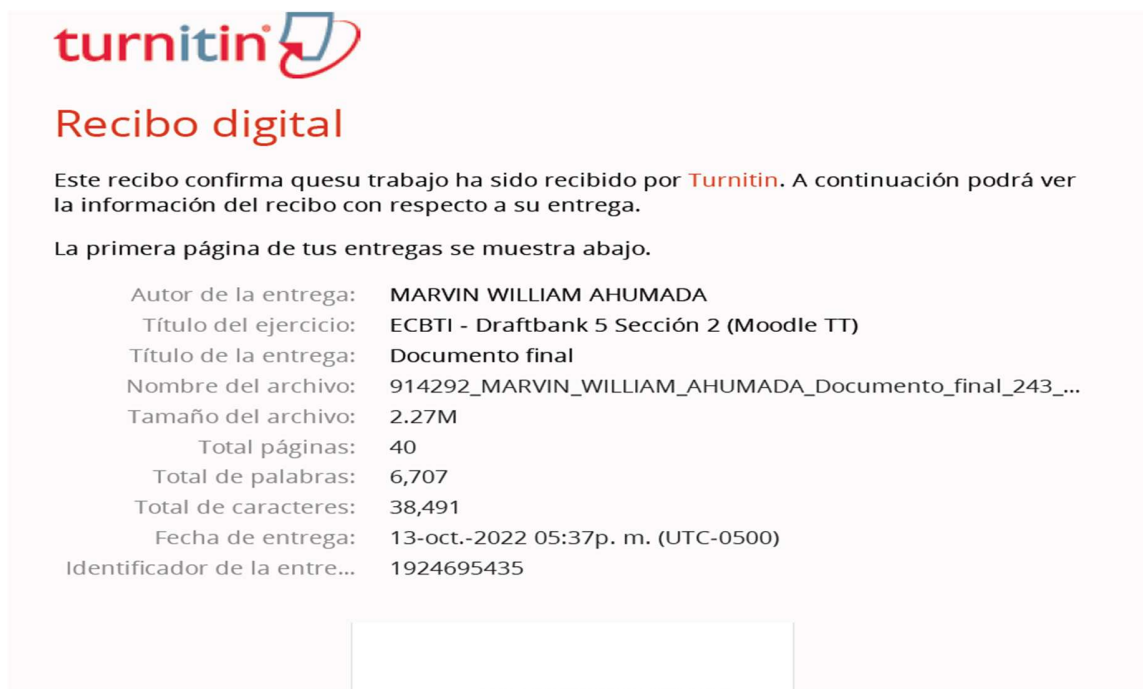 turnitin
Recibo digital
Este recibo confirma quesu trabajo ha sido recibido por Turnitin. A continuación podrá ver
la información del recibo con respecto a su entrega.
La primera página de tus entregas se muestra abajo.
Autor de la entrega: MARVIN WILLIAM AHUMADA
Título del ejercicio: ECBTI - Draftbank 5 Sección 2 (Moodle TT)
Título de la entrega: Documento final
Nombre del archivo: 914292_MARVIN_WILLIAM_AHUMADA_Documento_final_243_...
Tamaño del archivo: 2.27M
Total páginas: 40
Total de palabras: 6,707
Total de caracteres: 38,491
Fecha de entrega: 13-oct.-2022 05:37p. m. (UTC-0500)
Identificador de la entre... 1924695435